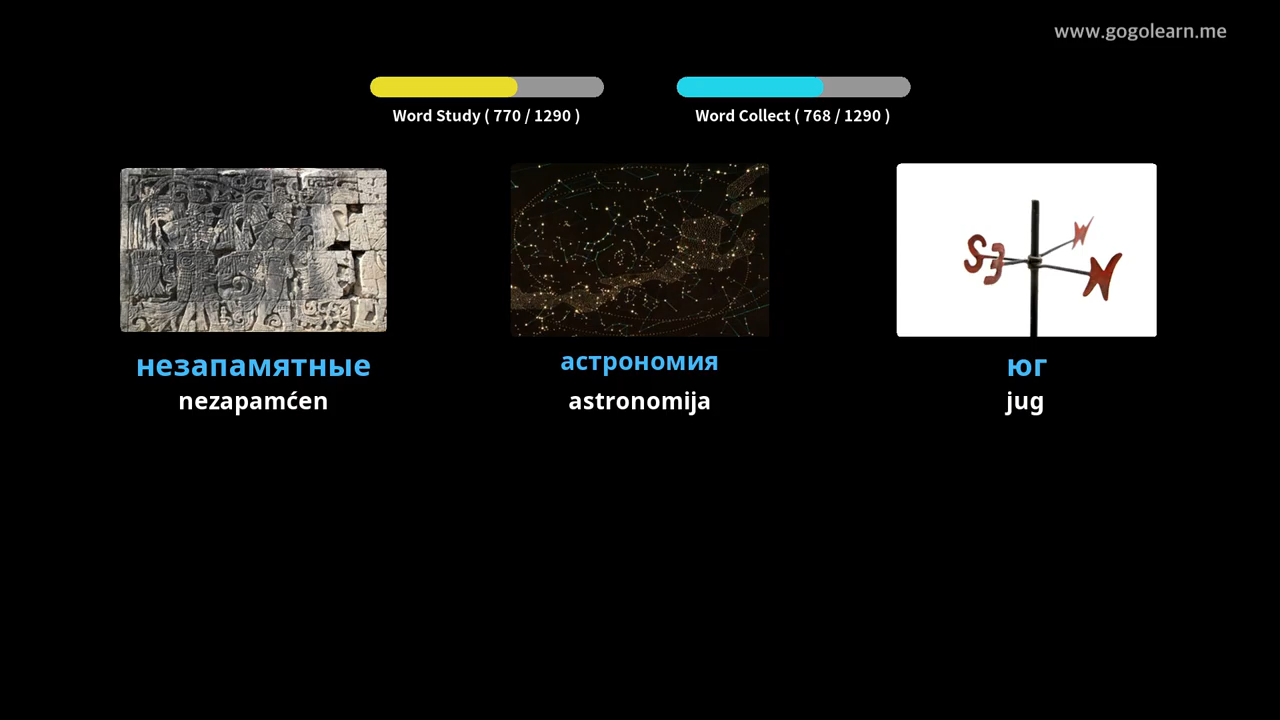 www.gogolearn.me
Word Study ( 770 / 1290 )
Word Collect ( 768 / 1290 )
S
E
N
W
незапамятные
астрономия
юг
nezapamćen
astronomija
jug